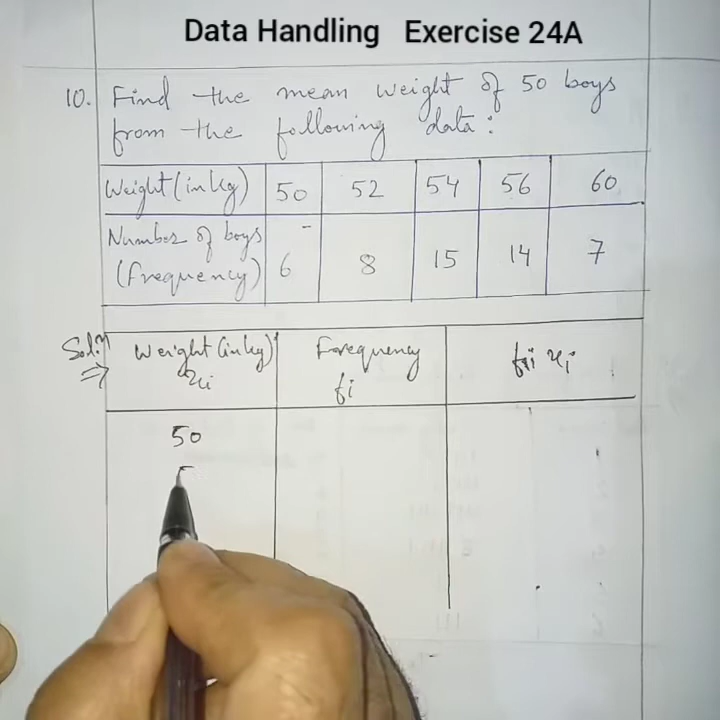 Data Handling Exercise 24A
10. Find the mean weight of 50 boys
from the following data:
Weight (in kg) 50 52 54 56 60
Number of boys
(Frequency) 6 8 15 14 7
Sol.n Weight (in kg) Frequency fi xi
⇒ xi fi
50